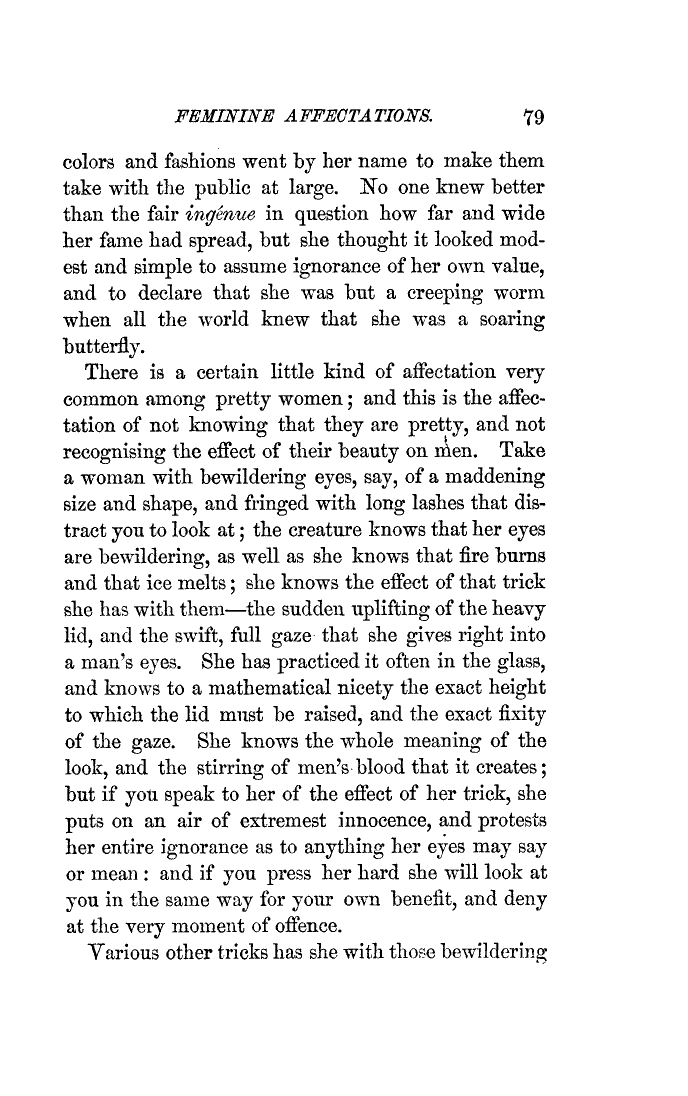 FEMININE AFFECTATIONS. 79
colors and fashions went by her name to make them
take with the public at large. No one knew better
than the fair ingénue in question how far and wide
her fame had spread, but she thought it looked mod-
est and simple to assume ignorance of her own value,
and to declare that she was but a creeping worm
when all the world knew that she was a soaring
butterfly.
There is a certain little kind of affectation very
common among pretty women; and this is the affec-
tation of not knowing that they are pretty, and not
recognising the effect of their beauty on men. Take
a woman with bewildering eyes, say, of a maddening
size and shape, and fringed with long lashes that dis-
tract you to look at; the creature knows that her eyes
are bewildering, as well as she knows that fire burns
and that ice melts; she knows the effect of that trick
she has with them—the sudden uplifting of the heavy
lid, and the swift, full gaze that she gives right into
a man's eyes. She has practiced it often in the glass,
and knows to a mathematical nicety the exact height
to which the lid must be raised, and the exact fixity
of the gaze. She knows the whole meaning of the
look, and the stirring of men's blood that it creates;
but if you speak to her of the effect of her trick, she
puts on an air of extremest innocence, and protests
her entire ignorance as to anything her eyes may say
or mean: and if you press her hard she will look at
you in the same way for your own benefit, and deny
at the very moment of offence.
Various other tricks has she with those bewildering